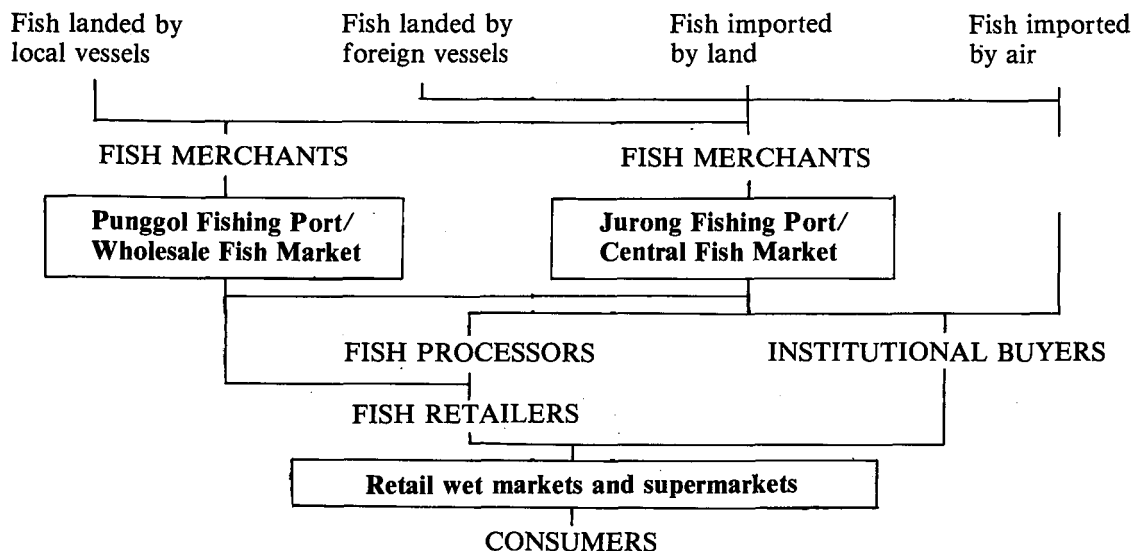 Fish landed by
local vessels
Fish landed by
foreign vessels
Fish imported
by land
Fish imported
by air
FISH MERCHANTS
FISH MERCHANTS
Punggol Fishing Port/
Wholesale Fish Market
Jurong Fishing Port/
Central Fish Market
FISH PROCESSORS
INSTITUTIONAL BUYERS
FISH RETAILERS
Retail wet markets and supermarkets
CONSUMERS